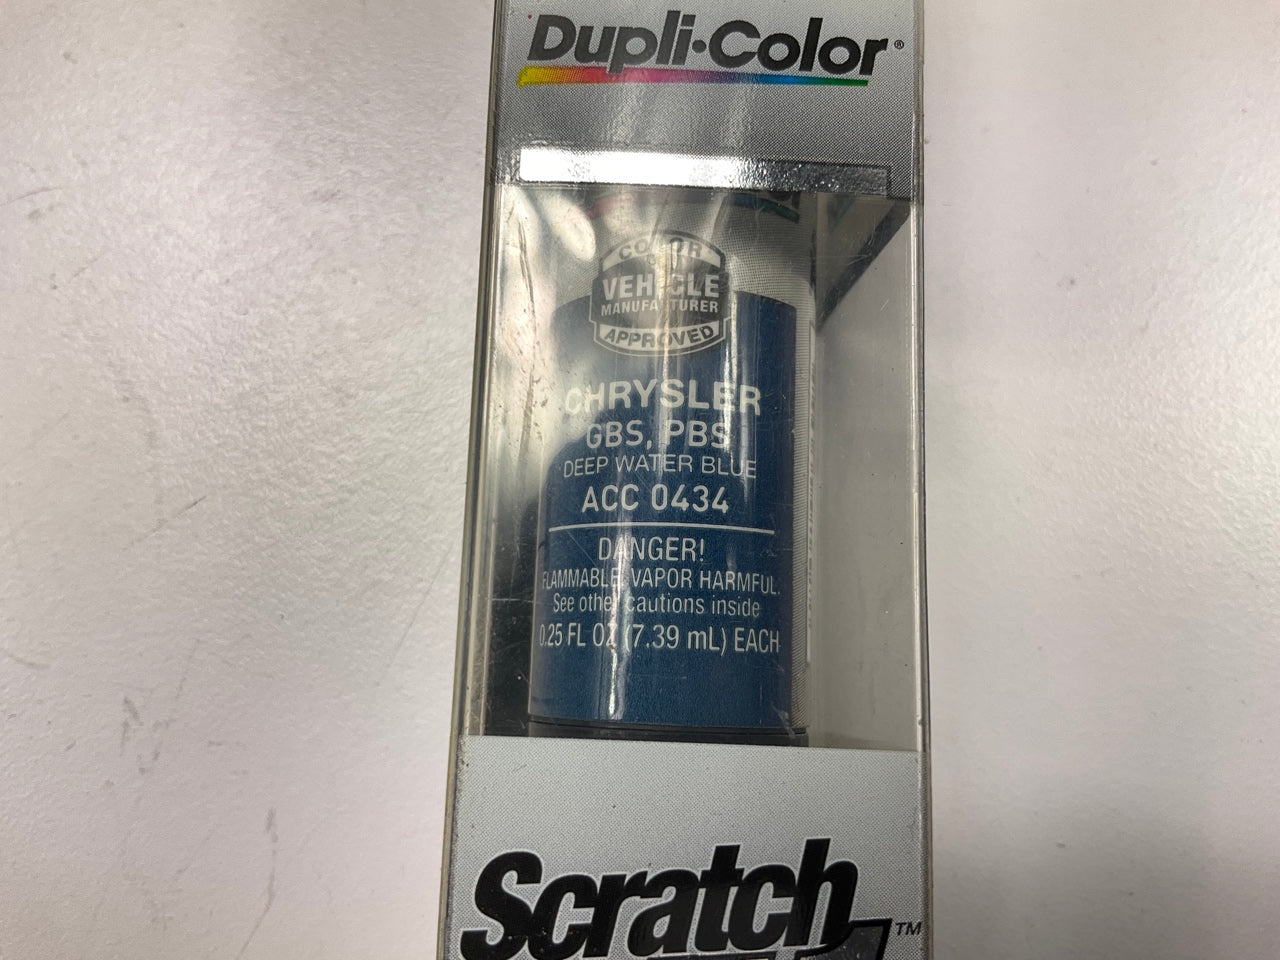 Dupli·Color®
COLOR
VEHICLE
MANUFACTURER
APPROVED
CHRYSLER
GBS, PBS
DEEP WATER BLUE
ACC 0434
DANGER!
FLAMMABLE. VAPOR HARMFUL.
See other cautions inside
0.25 FL OZ (7.39 mL) EACH
Scratch
TM